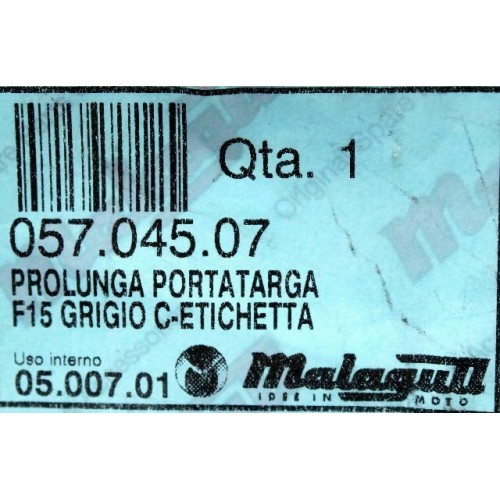 Qta. 1
057.045.07
PROLUNGA PORTATARGA
F15 GRIGIO C-ETICHETTA
Uso interno
05.007.01
Malaguti
IDEE IN MOTO